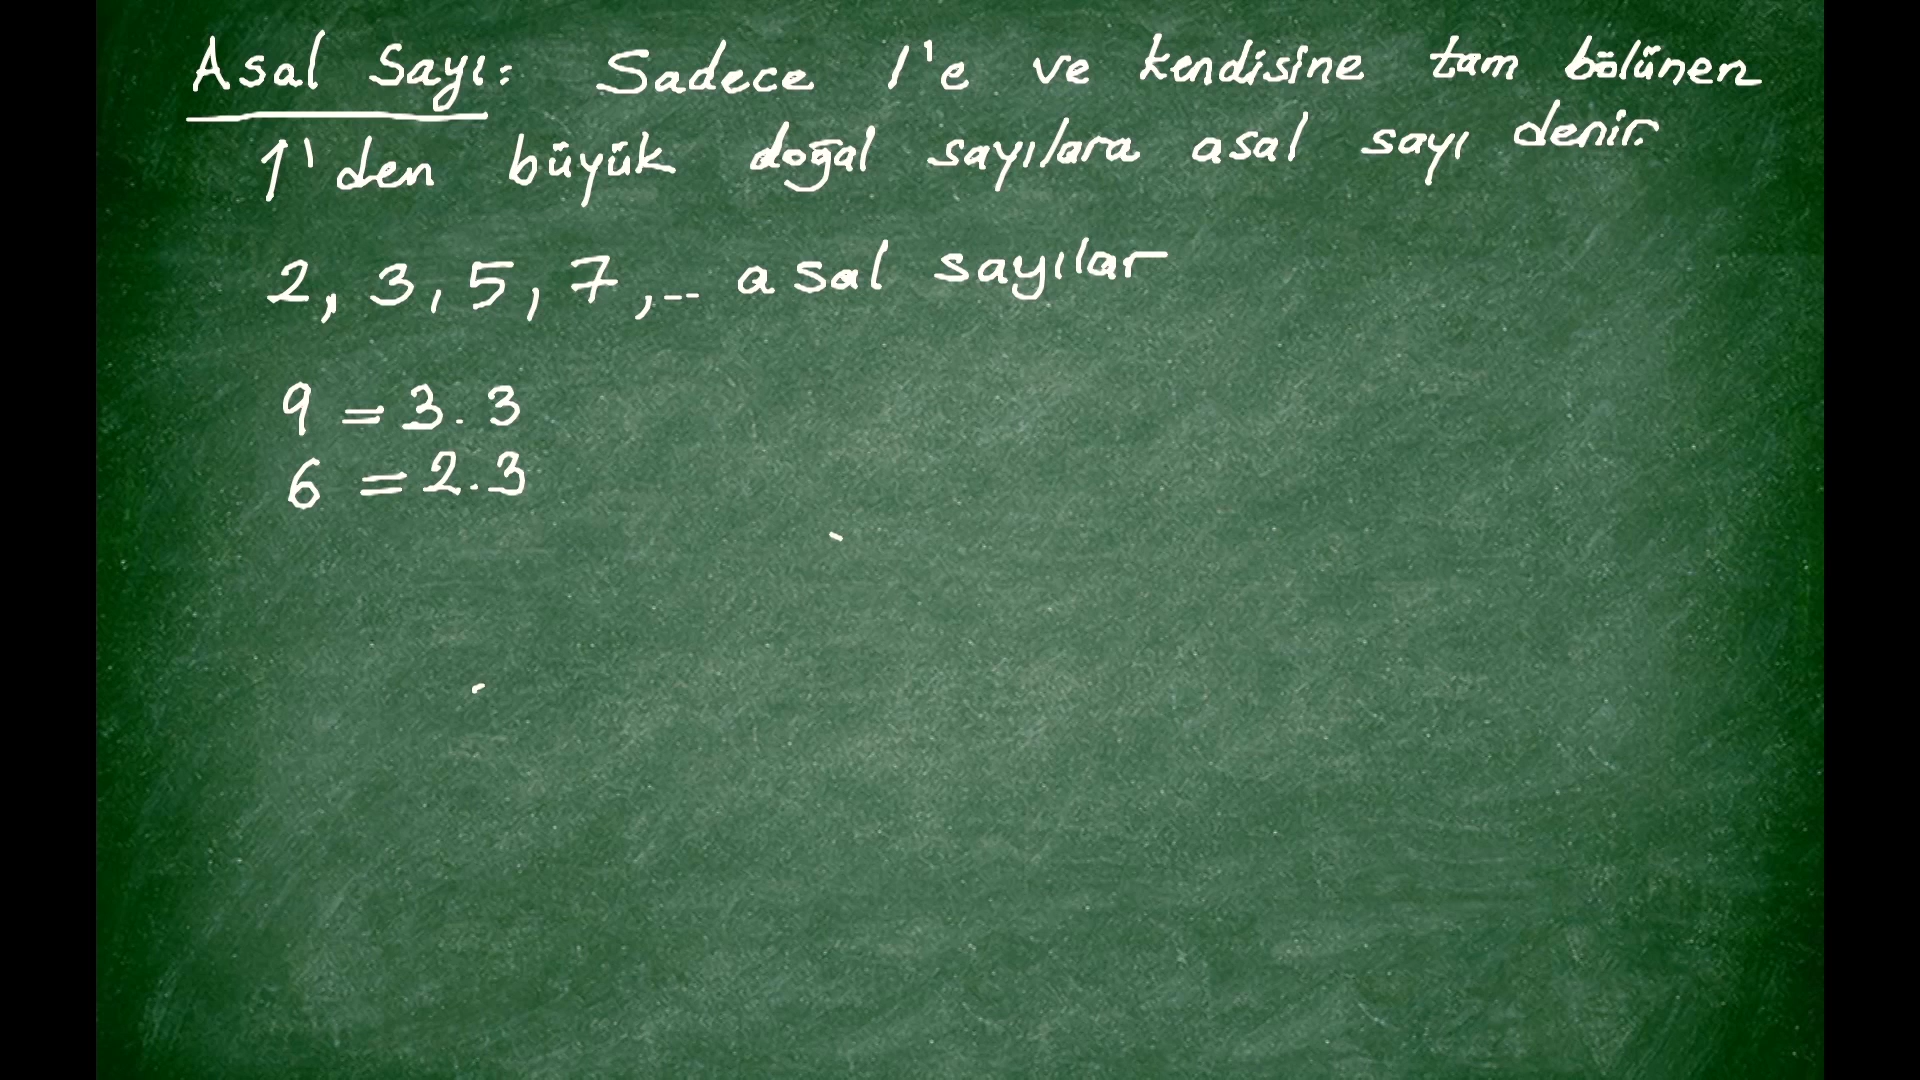 Asal Sayı: Sadece 1'e ve kendisine tam bölünen
1'den büyük doğal sayılara asal sayı denir.
2, 3, 5, 7, ... asal sayılar
9 = 3.3
6 = 2.3